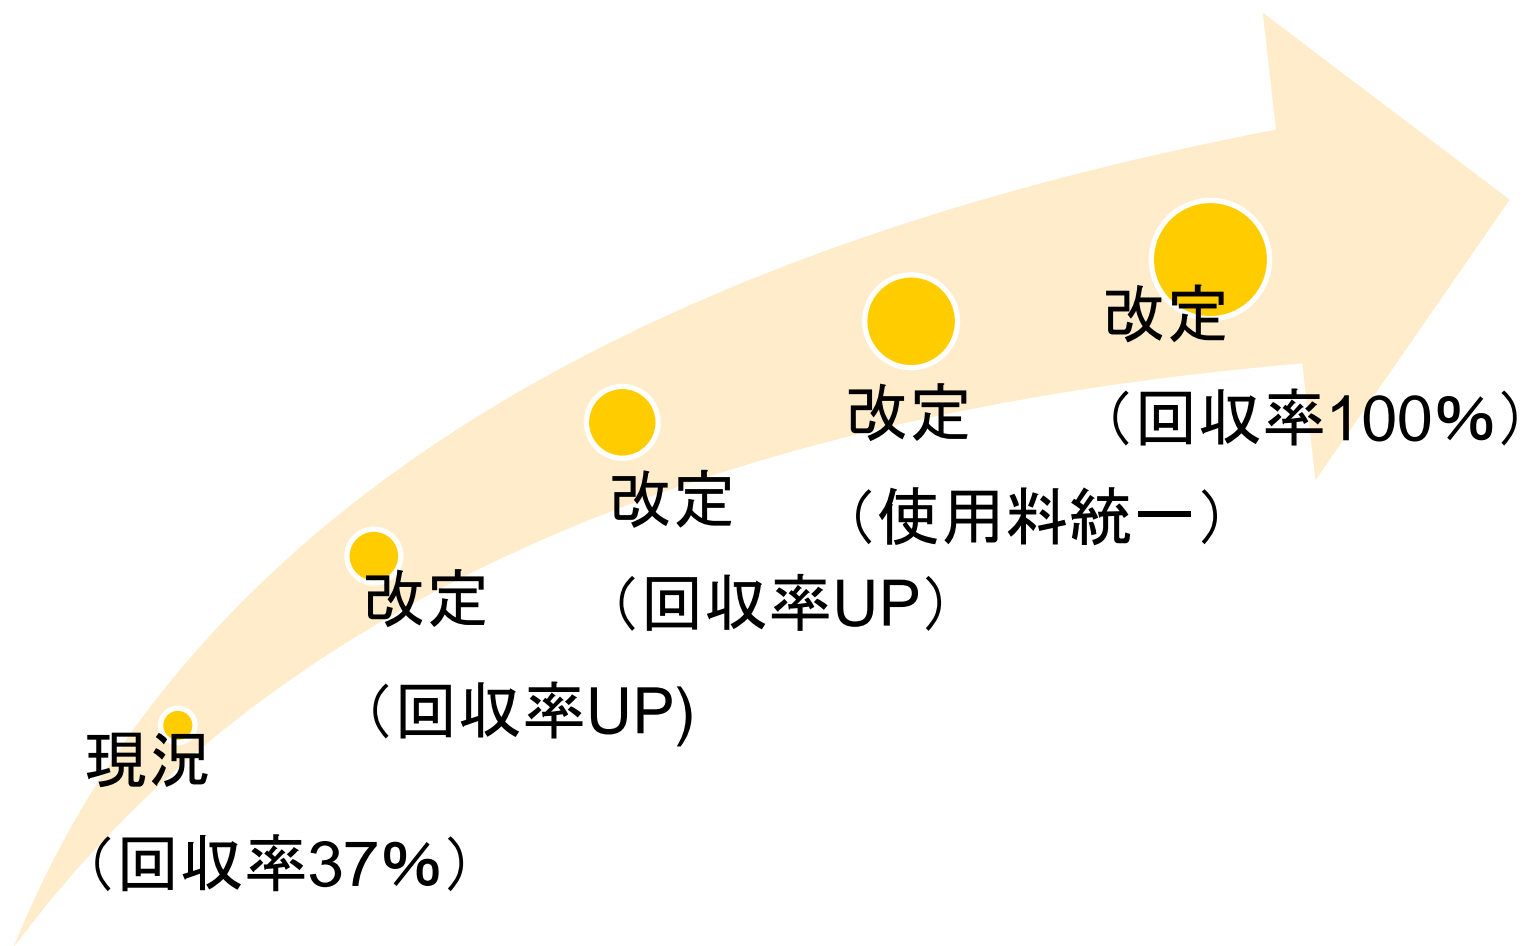 現況
（回収率37％）
改定
（回収率UP)
改定
（回収率UP）
改定
（使用料統一）
改定
（回収率100％）